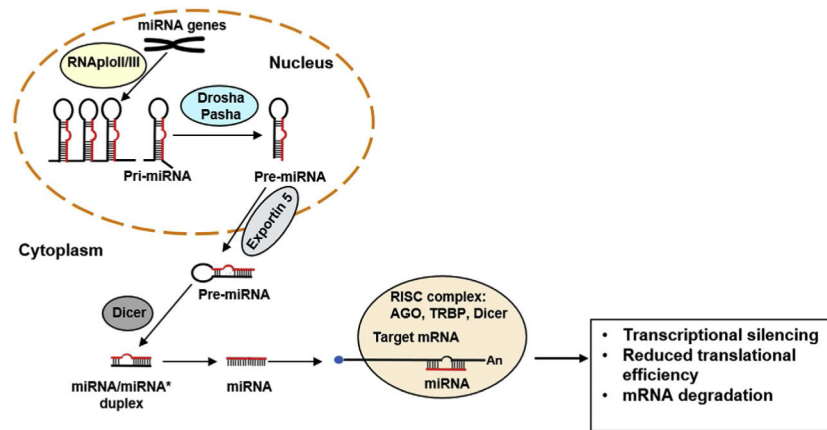 miRNA genes
RNAploII/III
Nucleus
Drosha
Pasha
Pri-miRNA
Pre-miRNA
Exportin 5
Cytoplasm
Pre-miRNA
Dicer
miRNA/miRNA*
duplex
miRNA
RISC complex:
AGO, TRBP, Dicer
Target mRNA
An
miRNA
• Transcriptional silencing
• Reduced translational
efficiency
• mRNA degradation